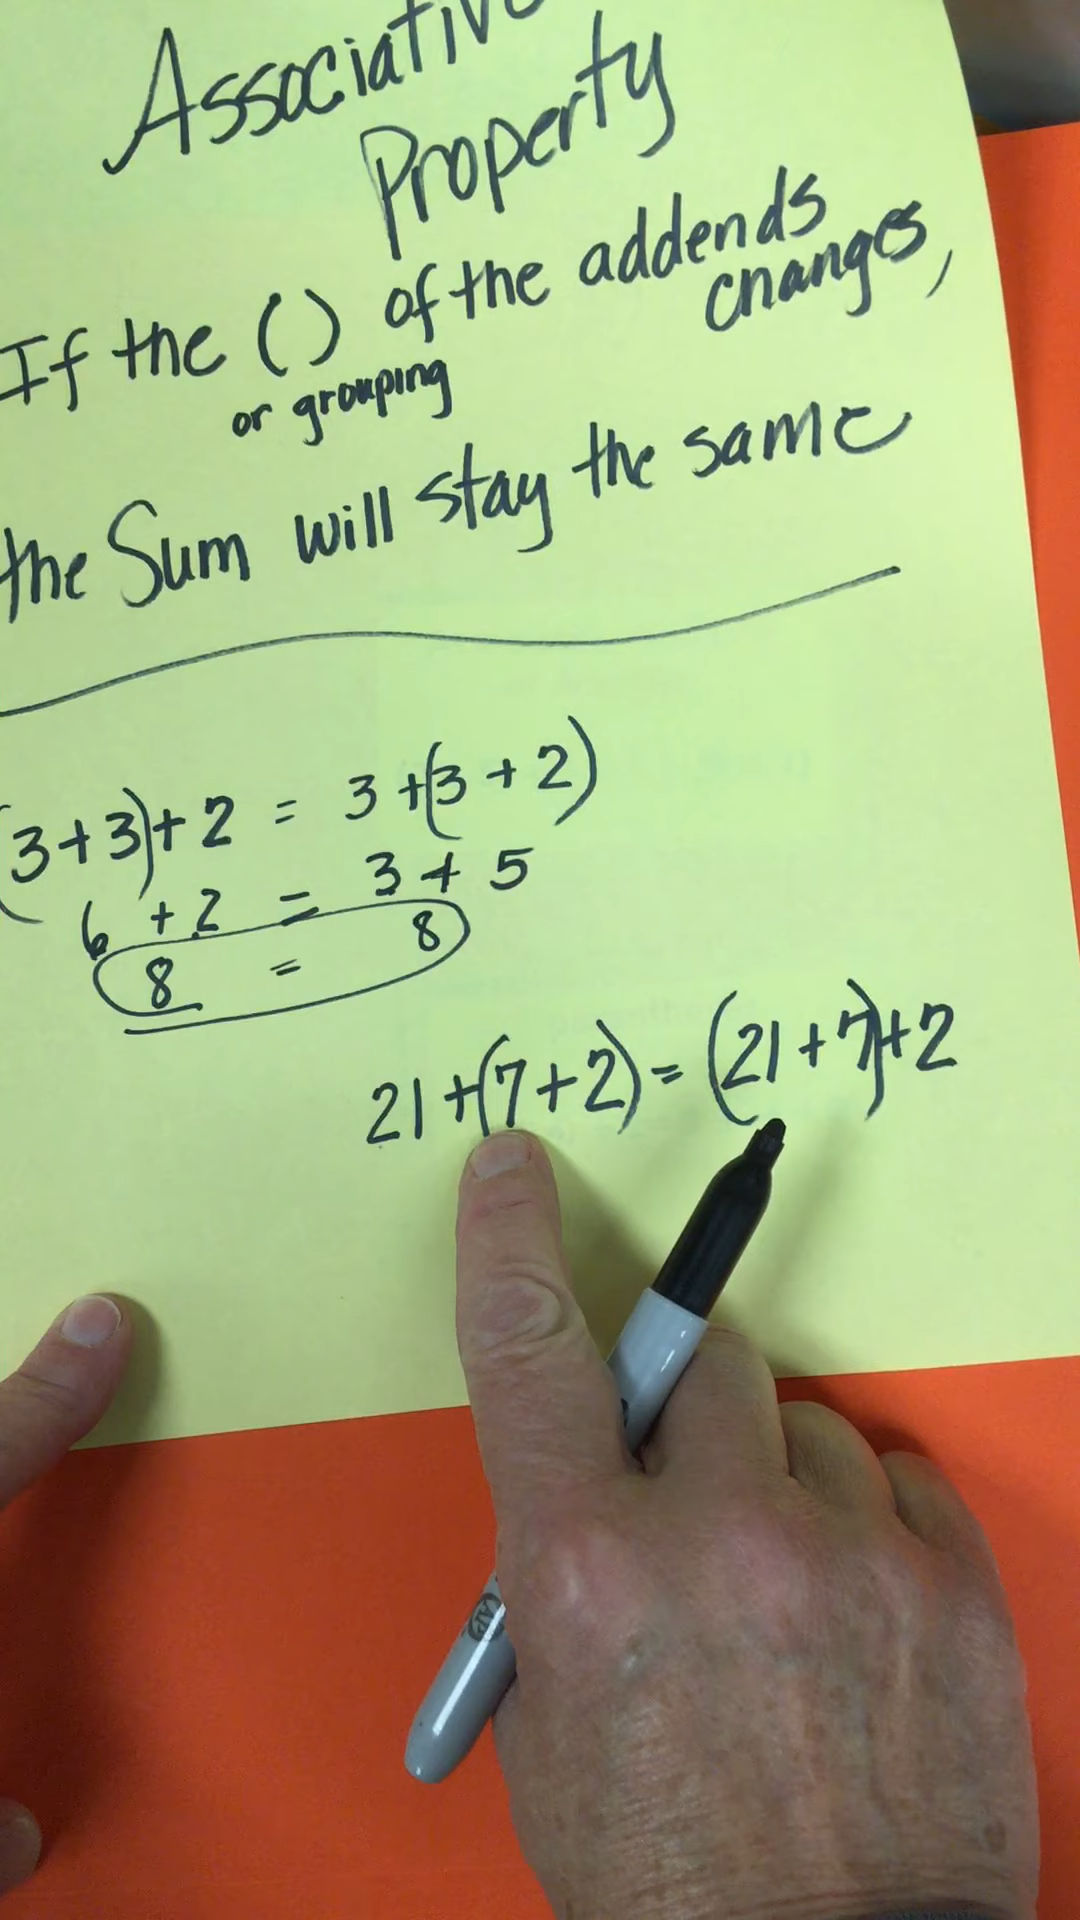 Associative
Property
If the ( ) of the addends
changes,
or grouping
the Sum will stay the same
(3+3)+2 = 3+(3+2)
6 +2 = 3+5
8 = 8
21+(7+2)=(21+7)+2
AP